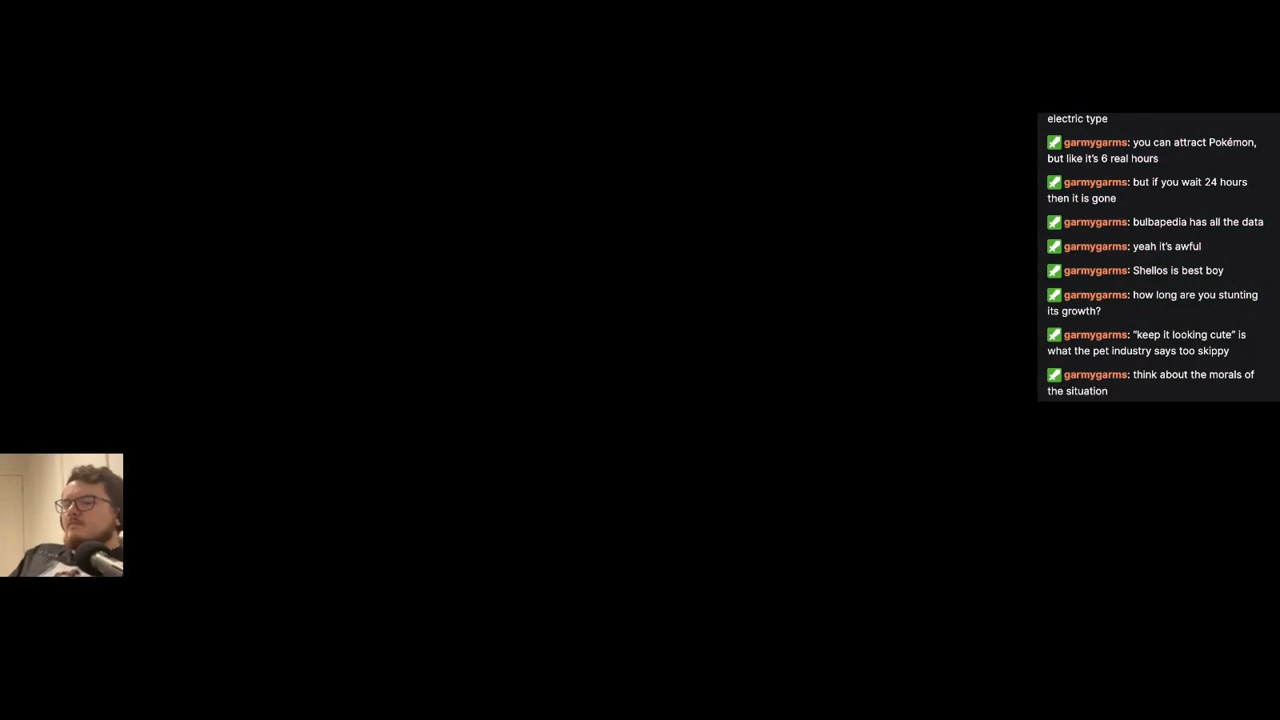 electric type
garmygarms: you can attract Pokémon,
but like it's 6 real hours
garmygarms: but if you wait 24 hours
then it is gone
garmygarms: bulbapedia has all the data
garmygarms: yeah it's awful
garmygarms: Shellos is best boy
garmygarms: how long are you stunting
its growth?
garmygarms: “keep it looking cute” is
what the pet industry says too skippy
garmygarms: think about the morals of
the situation